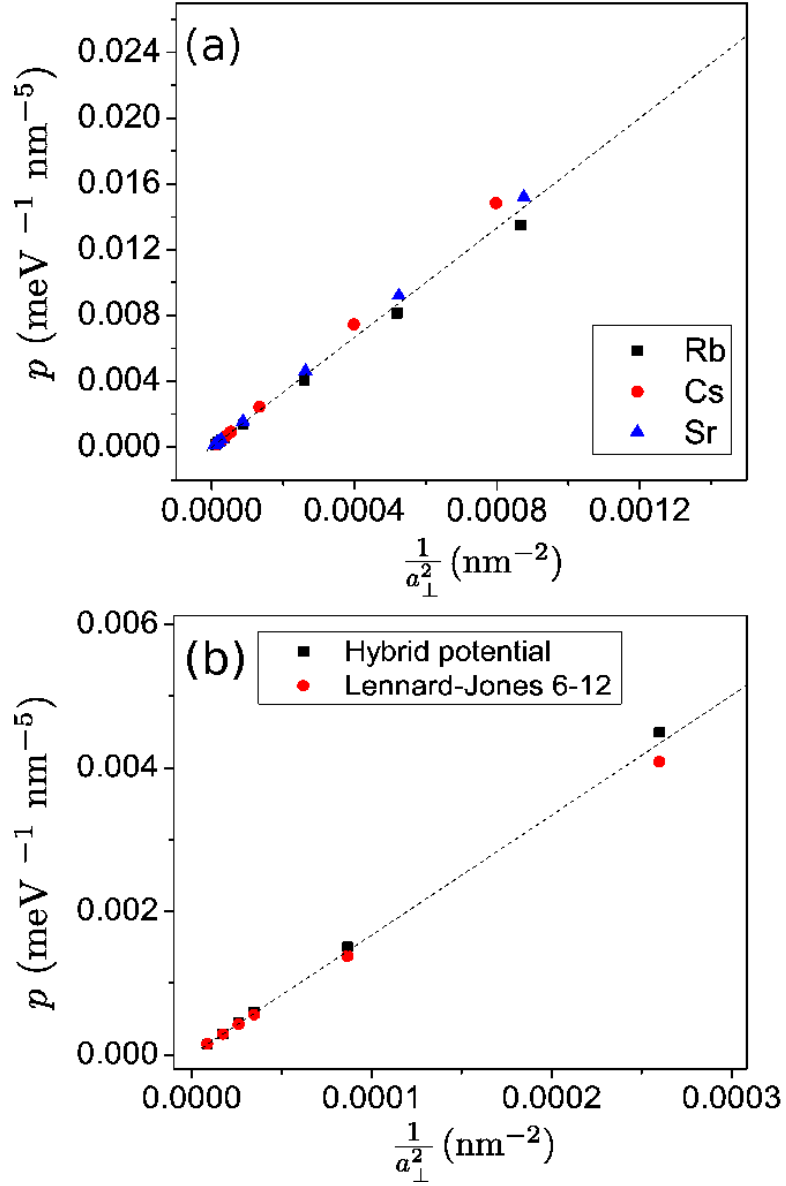 (a)
p (meV ⁻¹ nm⁻⁵)
0.024
0.020
0.016
0.012
0.008
0.004
0.000
Rb
Cs
Sr
0.0000 0.0004 0.0008 0.0012
1/a²⊥ (nm⁻²)
(b)
p (meV ⁻¹ nm⁻⁵)
Hybrid potential
Lennard-Jones 6-12
0.006
0.004
0.002
0.000
0.0000 0.0001 0.0002 0.0003
1/a²⊥ (nm⁻²)